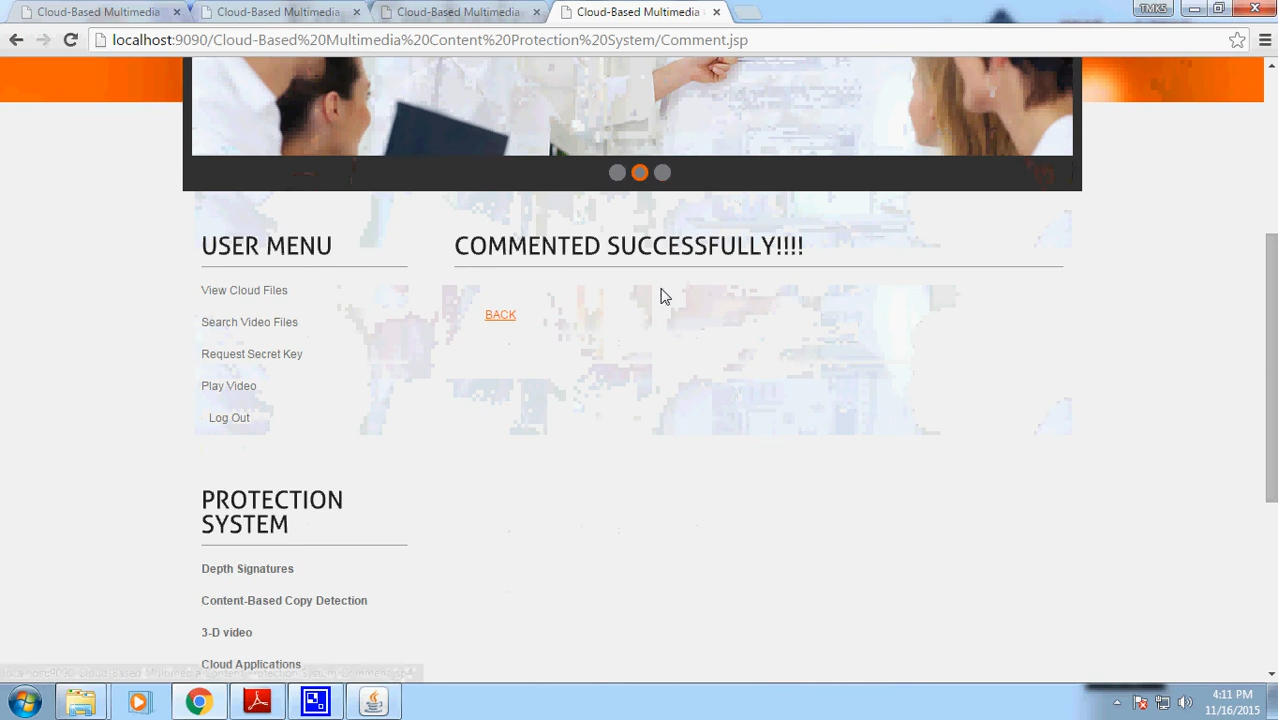 Cloud-Based Multimedia
Cloud-Based Multimedia
Cloud-Based Multimedia
Cloud-Based Multimedia
TMKS
localhost:9090/Cloud-Based%20Multimedia%20Content%20Protection%20System/Comment.jsp
USER MENU
COMMENTED SUCCESSFULLY!!!!
View Cloud Files
BACK
Search Video Files
Request Secret Key
Play Video
Log Out
PROTECTION
SYSTEM
Depth Signatures
Content-Based Copy Detection
3-D video
Cloud Applications
4:11 PM
11/16/2015